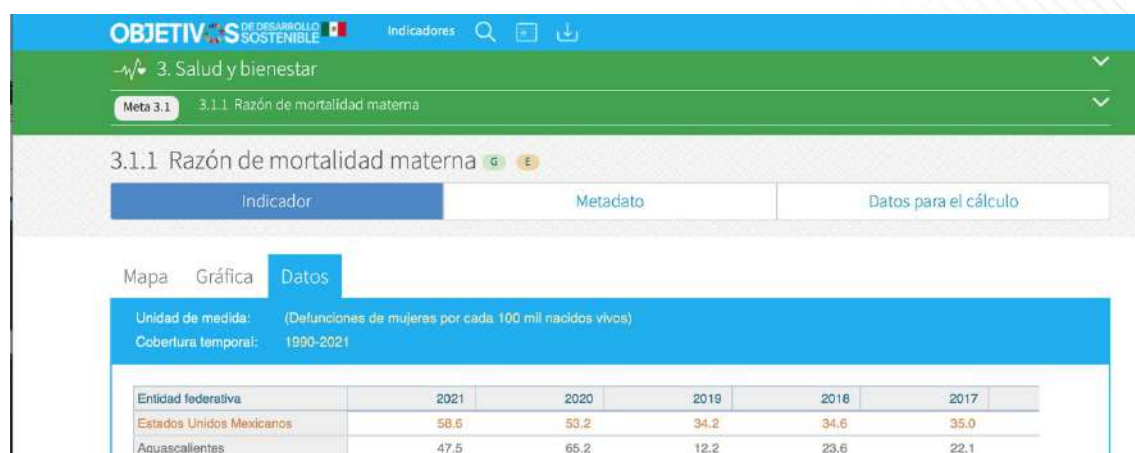 OBJETIVOS DE DESARROLLO SOSTENIBLE Indicadores
3. Salud y bienestar
Meta 3.1 3.1.1 Razón de mortalidad materna
3.1.1 Razón de mortalidad materna G E
Indicador Metadato Datos para el cálculo
Mapa Gráfica Datos
Unidad de medida: (Defunciones de mujeres por cada 100 mil nacidos vivos)
Cobertura temporal: 1990-2021
Entidad federativa 2021 2020 2019 2018 2017
Estados Unidos Mexicanos 58.6 53.2 34.2 34.6 35.0
Aguascalientes 47.5 65.2 12.2 23.6 22.1